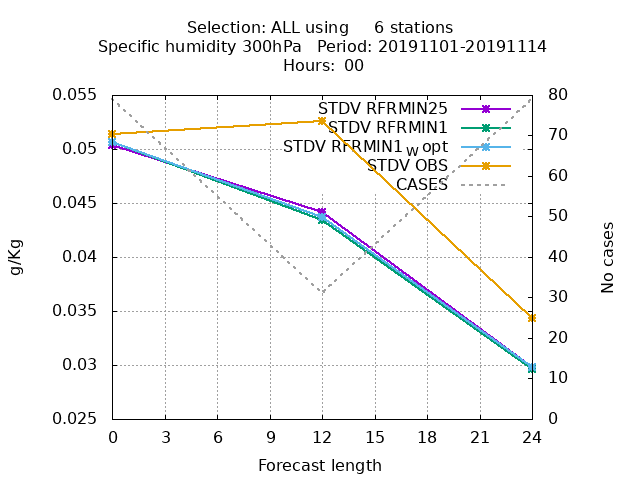 Selection: ALL using 6 stations
Specific humidity 300hPa Period: 20191101-20191114
Hours: 00
STDV RFRMIN25
STDV RFRMIN1
STDV RFRMIN1 W opt
STDV OBS
CASES
g/Kg
0.055
0.05
0.045
0.04
0.035
0.03
0.025
80
70
60
50
40
30
20
10
0
No cases
0 3 6 9 12 15 18 21 24
Forecast length